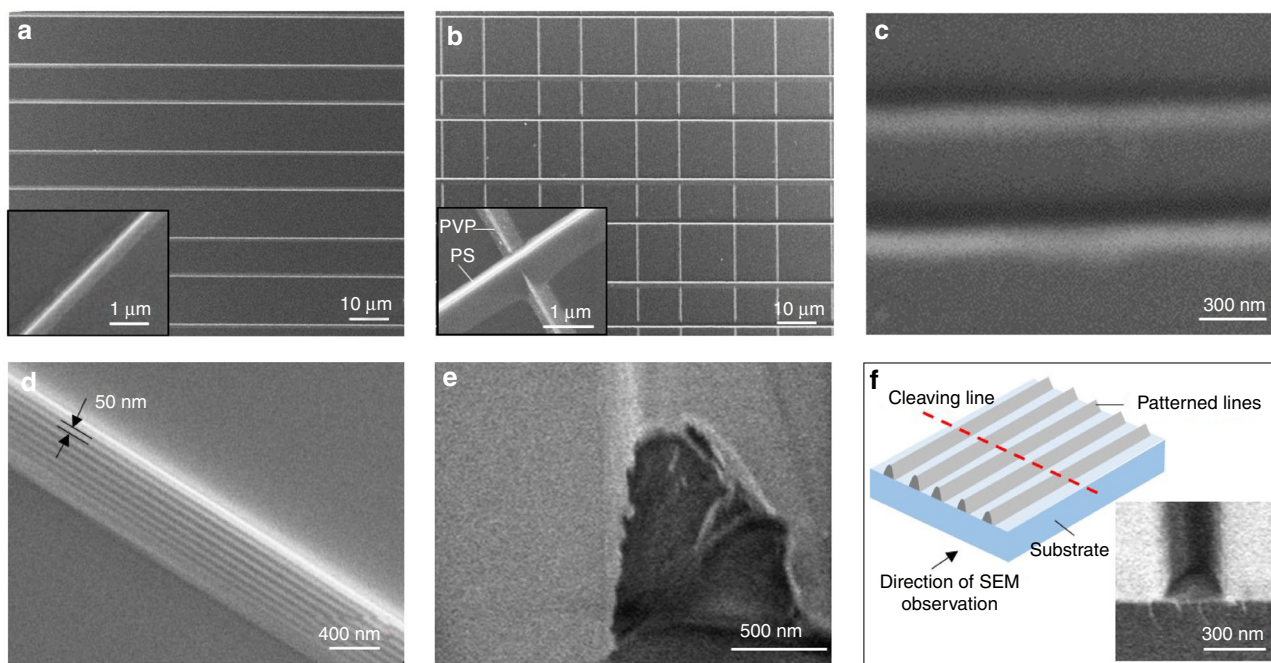 a
1 μm
10 μm
b
PVP
PS
1 μm
10 μm
c
300 nm
d
50 nm
400 nm
e
500 nm
f
Cleaving line
Patterned lines
Substrate
Direction of SEM
observation
300 nm